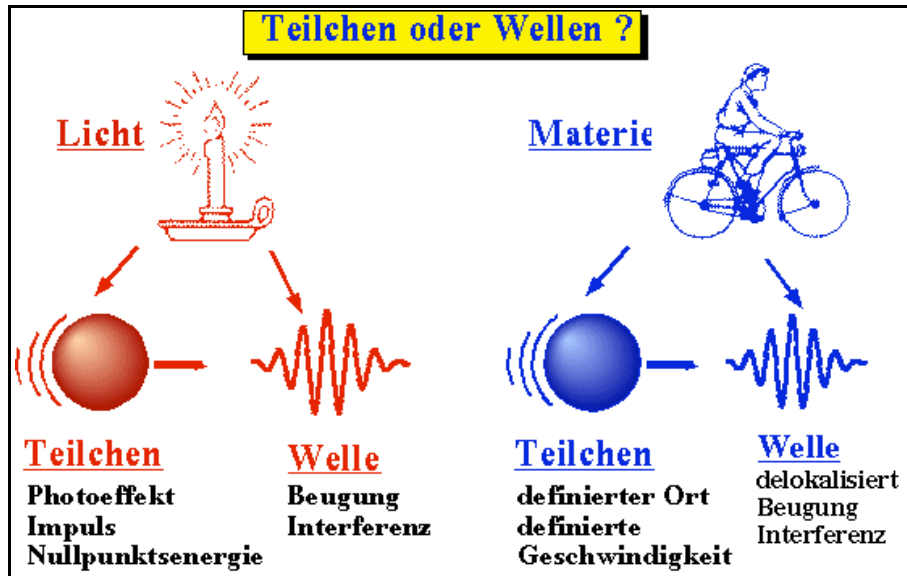 Teilchen oder Wellen ?
Licht
Teilchen
Photoeffekt
Impuls
Nullpunktsenergie
Welle
Beugung
Interferenz
Materie
Teilchen
definierter Ort
definierte
Geschwindigkeit
Welle
delokalisiert
Beugung
Interferenz